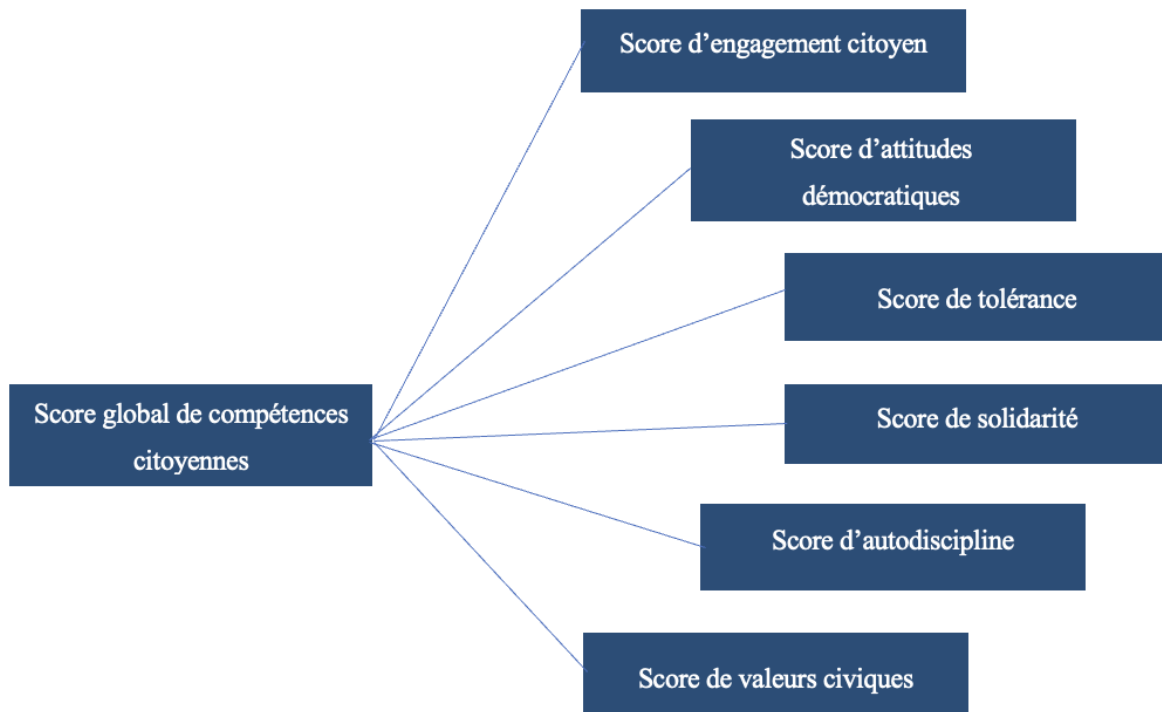 Score d’engagement citoyen
Score d’attitudes
démocratiques
Score de tolérance
Score global de compétences
citoyennes
Score de solidarité
Score d’autodiscipline
Score de valeurs civiques